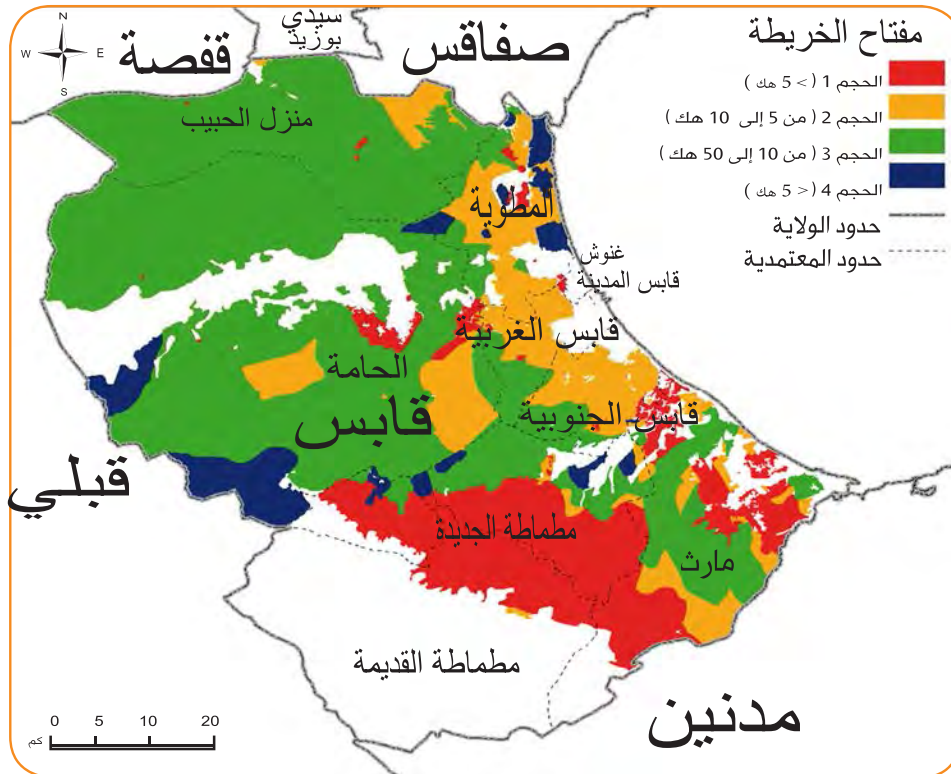 مفتاح الخريطة
الحجم 1 ( > 5 هك )
الحجم 2 ( من 5 إلى 10 هك )
الحجم 3 ( من 10 إلى 50 هك )
الحجم 4 ( < 5 هك )
حدود الولاية
حدود المعتمدية
N
W
E
S
سيدي
بوزيد
صفاقس
قفصة
منزل الحبيب
المطوية
غنوش
قابس المدينة
قابس الغربية
الحامة
قابس الجنوبية
قابس
قبلي
مطماطة الجديدة
مارث
مطماطة القديمة
مدنين
0 5 10 20
كم